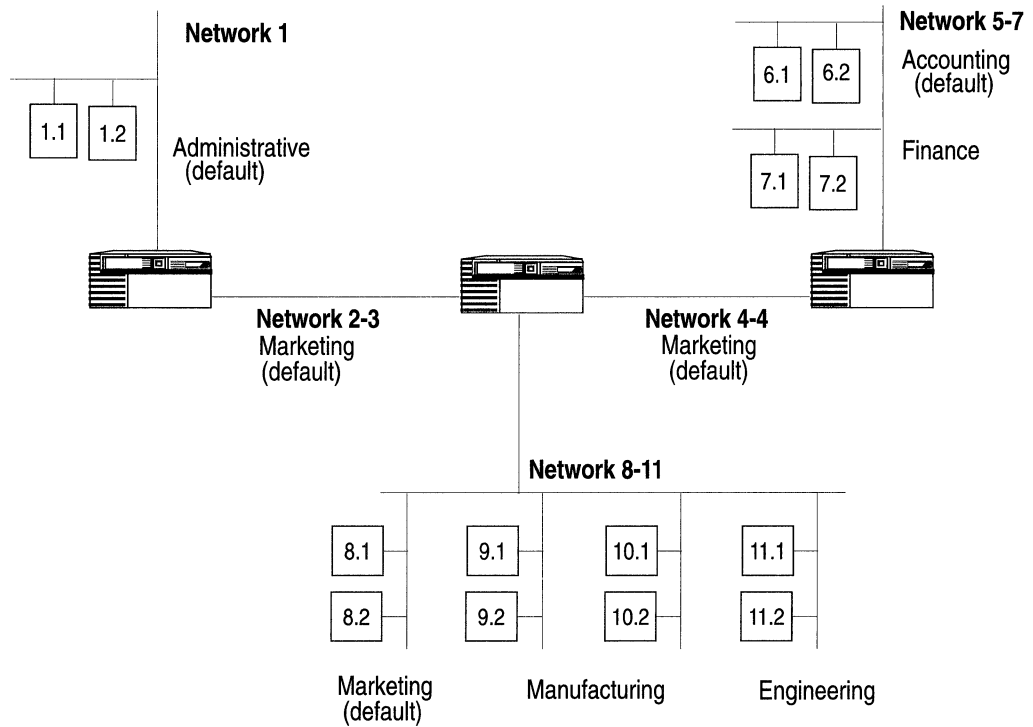 Network 1
1.1 1.2
Administrative
(default)
Network 5-7
6.1 6.2
Accounting
(default)
7.1 7.2
Finance
Network 2-3
Marketing
(default)
Network 4-4
Marketing
(default)
Network 8-11
8.1 9.1 10.1 11.1
8.2 9.2 10.2 11.2
Marketing
(default)
Manufacturing
Engineering